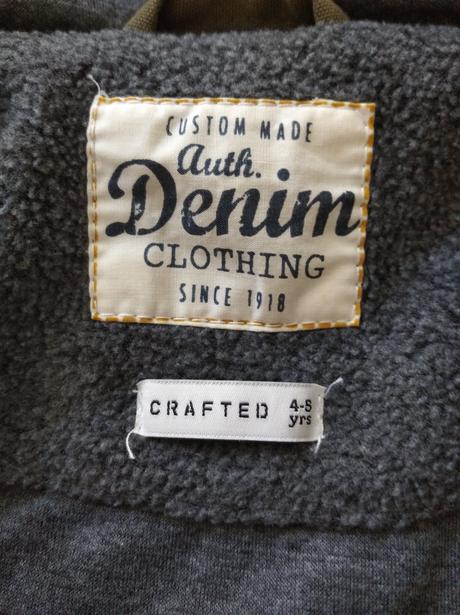 CUSTOM MADE
Auth.
Denim
CLOTHING
SINCE 1918
CRAFTED 4-5
yrs